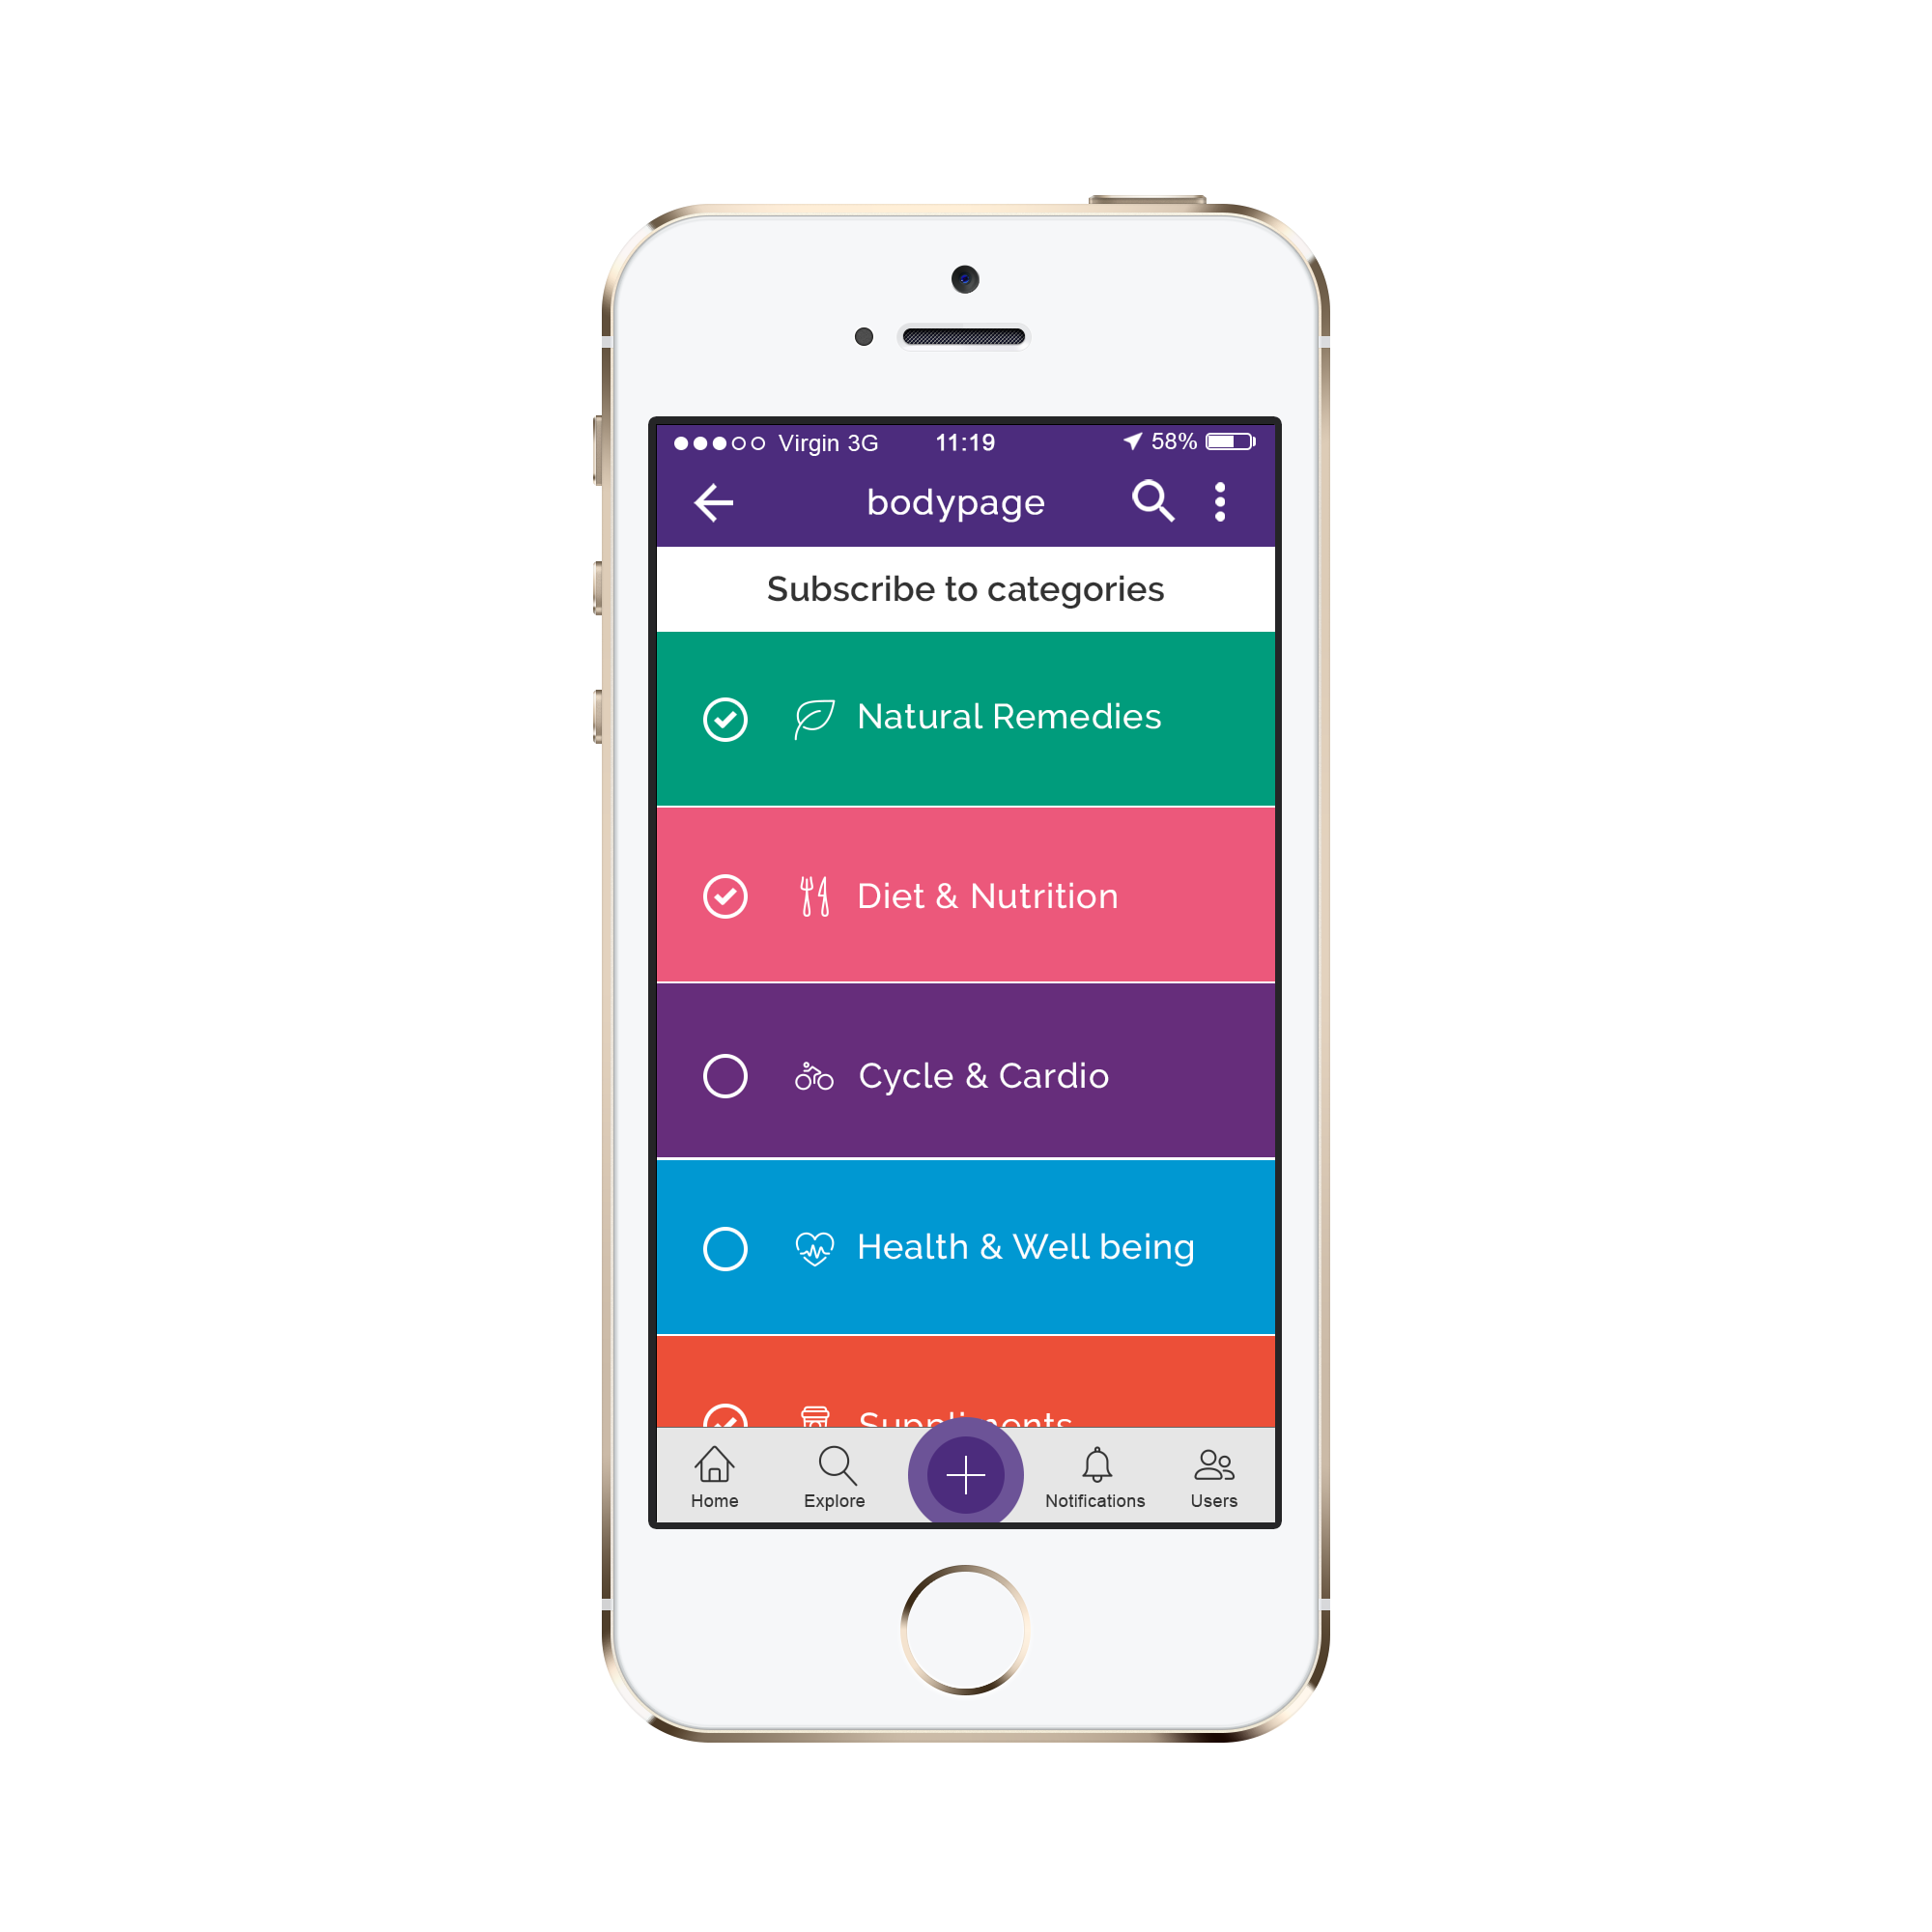 Virgin 3G 11:19 58%
bodypage
Subscribe to categories
Natural Remedies
Diet & Nutrition
Cycle & Cardio
Health & Well being
Suppliments
Home Explore Notifications Users